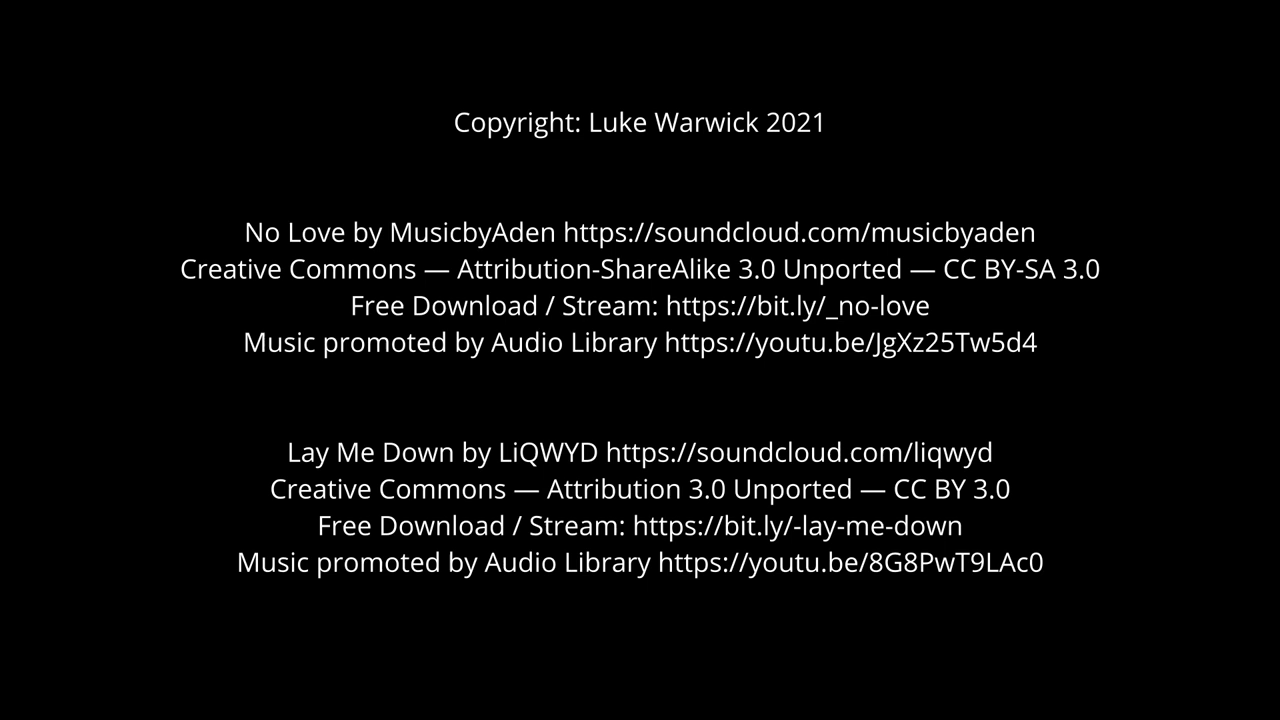 Copyright: Luke Warwick 2021
No Love by MusicbyAden https://soundcloud.com/musicbyaden
Creative Commons — Attribution-ShareAlike 3.0 Unported — CC BY-SA 3.0
Free Download / Stream: https://bit.ly/_no-love
Music promoted by Audio Library https://youtu.be/JgXz25Tw5d4
Lay Me Down by LiQWYD https://soundcloud.com/liqwyd
Creative Commons — Attribution 3.0 Unported — CC BY 3.0
Free Download / Stream: https://bit.ly/-lay-me-down
Music promoted by Audio Library https://youtu.be/8G8PwT9LAc0